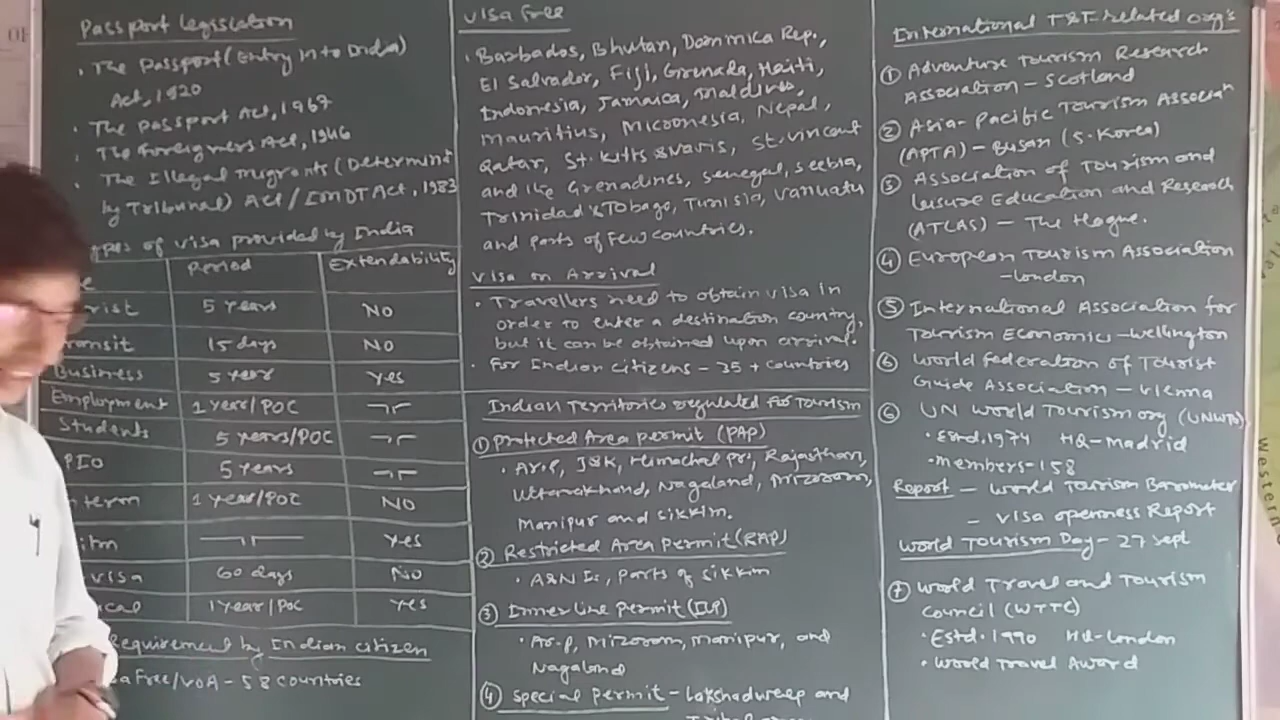 Passport Legislation
• The Passport (Entry into India)
Act, 1920
• The Passport Act, 1967
• The Foreigners Act, 1946
• The Illegal migrants (Determint
by Tribunal) Act / IMDT Act, 1983
ypes of visa provided by India
e Period Extendability
rist 5 Years No
ransit 15 days No
Business 5 year Yes
Employment 1 Year/POC ¬r
Students 5 Years/POC ¬r
PIO 5 Years ¬r
ntern 1 Year/POC No
ilm ¬r Yes
visa 60 days No
ical 1 Year/Poc Yes
Requirement by Indian citizen
a Free/VOA - 58 countries
Visa Free
• Barbados, Bhutan, Dominica Rep.,
El Salvador, Fiji, Grenada, Haiti,
Indonesia, Jamaica, Maldives,
Mauritius, Micronesia, Nepal,
Qatar, St. Kitts & Navis, St. Vincent
and the Grenadines, Senegal, Seebia,
Trinidad & Tobago, Tunisia, Vanuatu
and Ports of Few countries.
Visa on Arrival
• Travellers need to obtain visa in
order to enter a destination country,
but it can be obtained upon arrival.
• For Indian citizens - 35 + countries
Indian Territories regulated for Tourism
① Protected Area Permit (PAP)
• Ar.P, J&K, Himachal Pr., Rajasthan,
Uttarakhand, Nagaland, Mizoram,
Manipur and Sikkim.
② Restricted Area Permit (RAP)
• A&N Is, Parts of Sikkim
③ Inner line Permit (ILP)
• Ar.P, Mizoram, Manipur, and
Nagaland
④ Special Permit - Lakshadweep and
International T&T-related org's
① Adventure Tourism Research
Association - Scotland
② Asia-Pacific Tourism Associan
(APTA) - Busan (S. Korea)
③ Association of Tourism and
leisure Education and Research
(ATLAS) - The Hague.
④ European Tourism Association
- London
⑤ International Association for
Tourism Economics - Wellington
⑥ World federation of Tourist
Guide Association - Vienna
⑥ UN World Tourism org (UNWTO)
• Estd. 1974 HQ - Madrid
• Members - 158
Report - World Tourism Barometer
- Visa openness Report
World Tourism Day - 27 Sept
⑦ World Travel and Tourism
Council (WTTC)
• Estd. 1990 HQ - London
• World Travel Award
Western